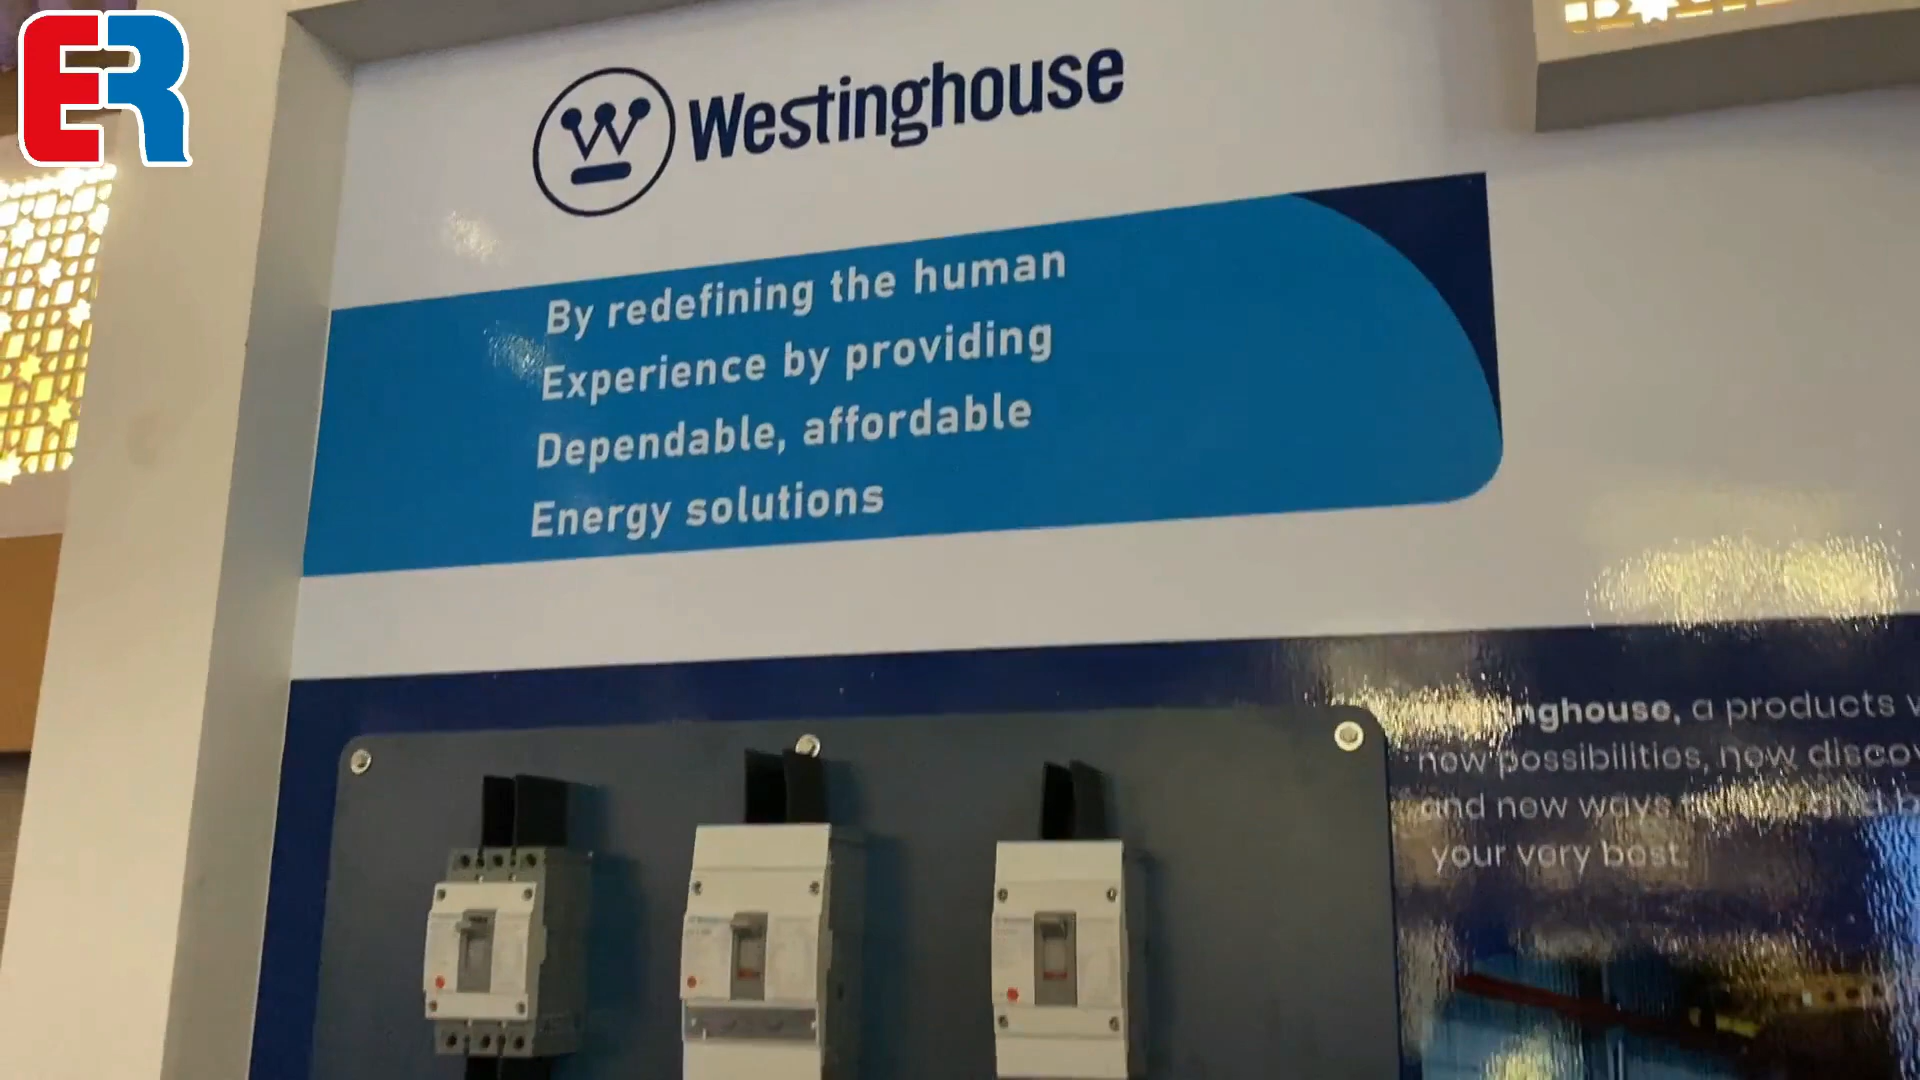 ER
Westinghouse
By redefining the human
Experience by providing
Dependable, affordable
Energy solutions
nghouse, a products
new possibilities, new discov
and new ways
your very best.